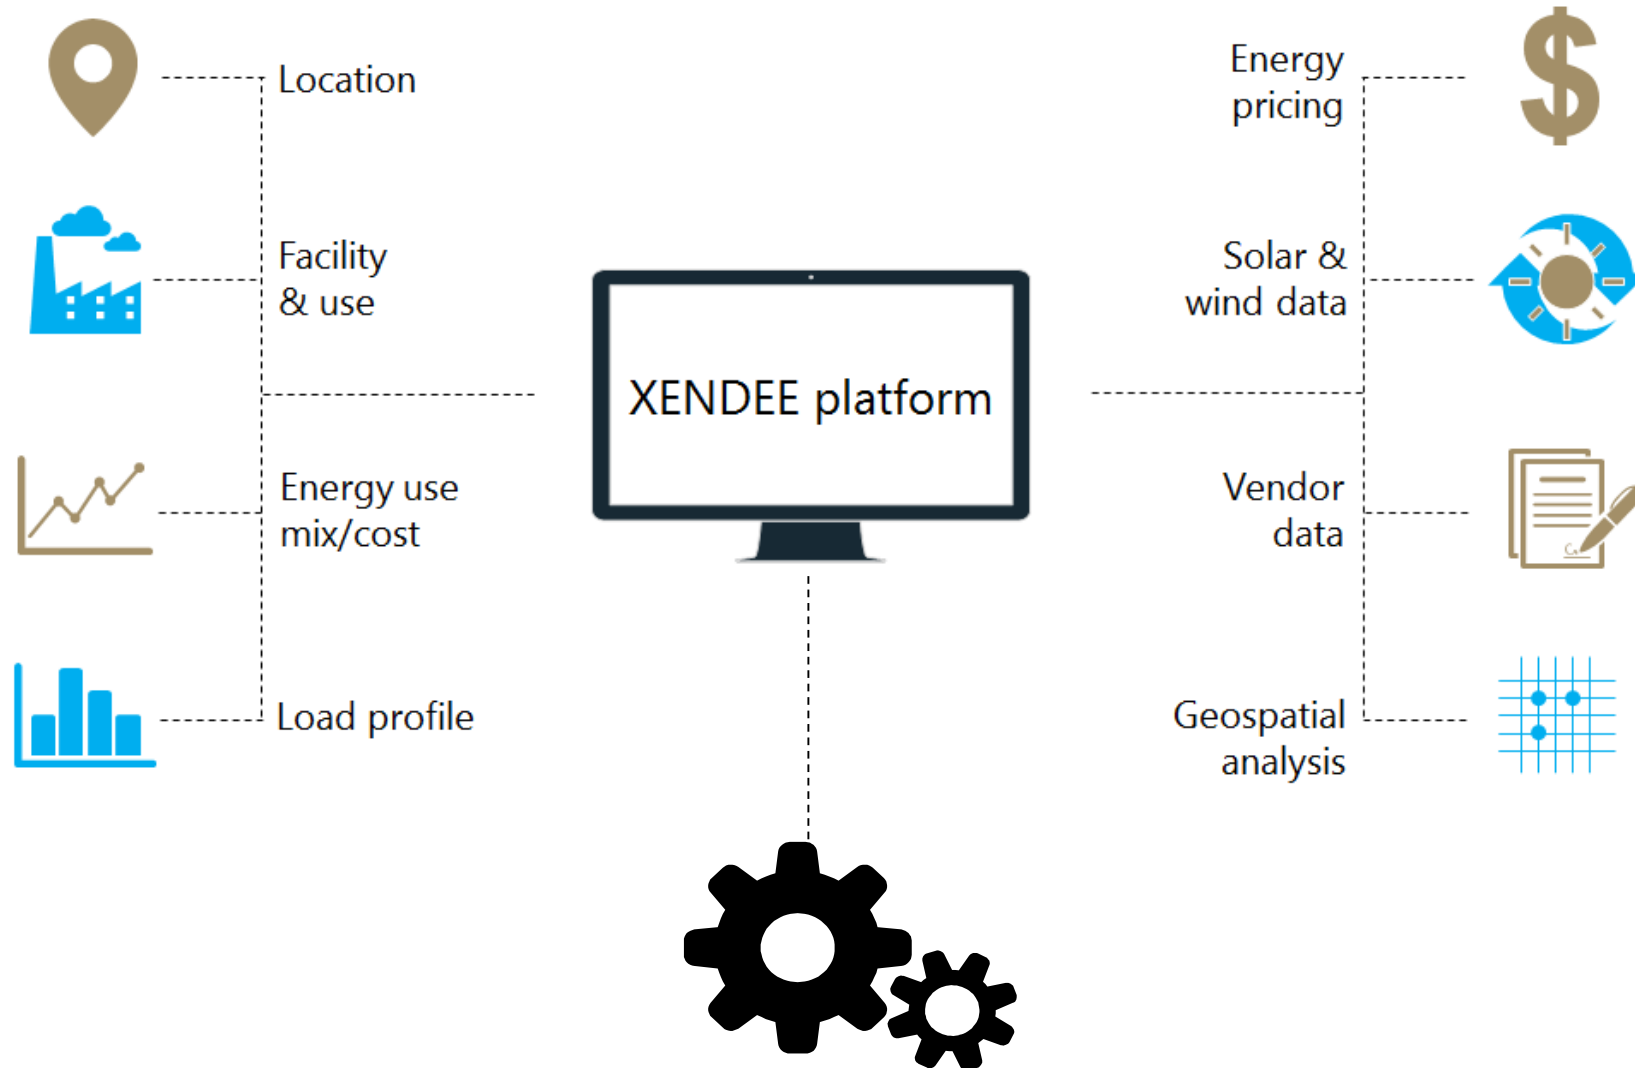 Location
Facility
& use
Energy use
mix/cost
Load profile
XENDEE platform
Energy
pricing
Solar &
wind data
Vendor
data
Geospatial
analysis